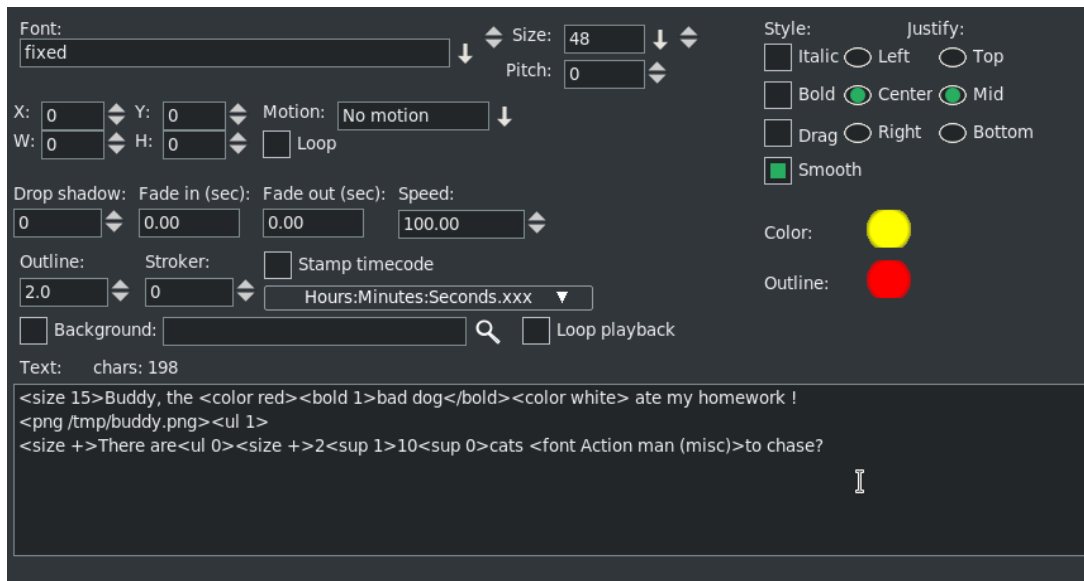 Font:
fixed
Size: 48
Pitch: 0
Style: Justify:
Italic Left Top
Bold Center Mid
Drag Right Bottom
Smooth
X: 0 Y: 0 Motion: No motion
W: 0 H: 0 Loop
Drop shadow: Fade in (sec): Fade out (sec): Speed:
0 0.00 0.00 100.00
Color:
Outline: Stroker: Stamp timecode
2.0 0 Hours:Minutes:Seconds.xxx
Outline:
Background: Loop playback
Text: chars: 198
<size 15>Buddy, the <color red><bold 1>bad dog</bold><color white> ate my homework !
<png /tmp/buddy.png><ul 1>
<size +>There are<ul 0><size +>2<sup 1>10<sup 0>cats <font Action man (misc)>to chase?